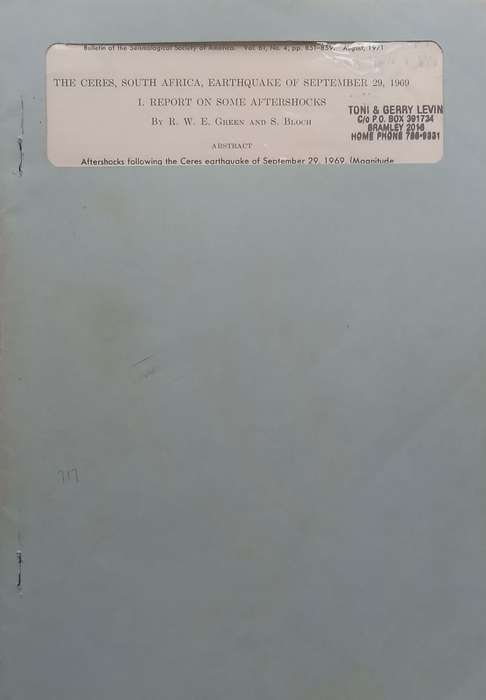 Bulletin of the Seismological Society of America. Vol. 61, No. 4, pp. 851-859. August, 1971
THE CERES, SOUTH AFRICA, EARTHQUAKE OF SEPTEMBER 29, 1969
I. REPORT ON SOME AFTERSHOCKS
BY R. W. E. GREEN AND S. BLOCH
TONI & GERRY LEVIN
C/o P.O. BOX 391734
BRAMLEY 2018
HOME PHONE 786-9931
ABSTRACT
Aftershocks following the Ceres earthquake of September 29, 1969, (Magnitude
717